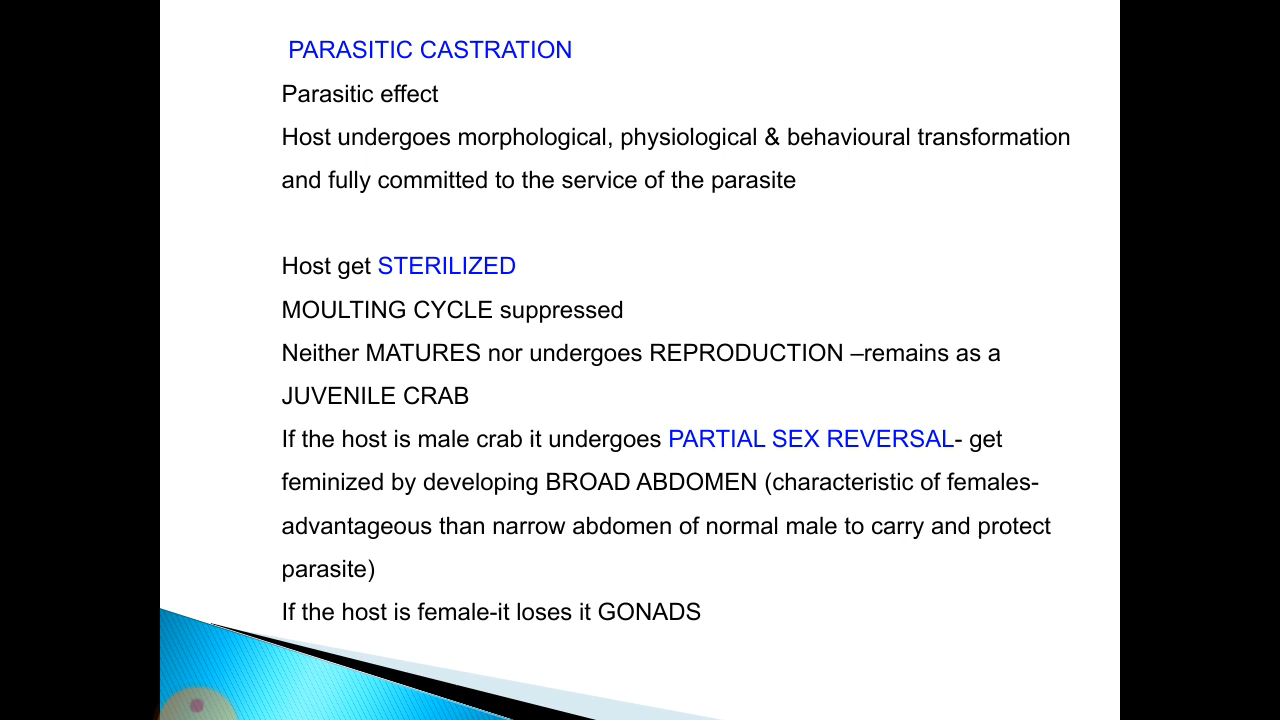 PARASITIC CASTRATION
Parasitic effect
Host undergoes morphological, physiological & behavioural transformation
and fully committed to the service of the parasite
Host get STERILIZED
MOULTING CYCLE suppressed
Neither MATURES nor undergoes REPRODUCTION –remains as a
JUVENILE CRAB
If the host is male crab it undergoes PARTIAL SEX REVERSAL- get
feminized by developing BROAD ABDOMEN (characteristic of females-
advantageous than narrow abdomen of normal male to carry and protect
parasite)
If the host is female-it loses it GONADS